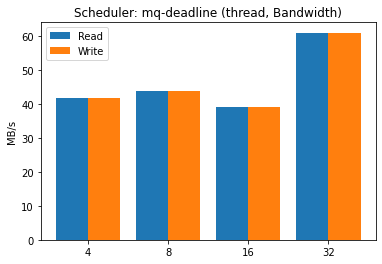 Scheduler: mq-deadline (thread, Bandwidth)
Read
Write
MB/s
60
50
40
30
20
10
0
4 8 16 32